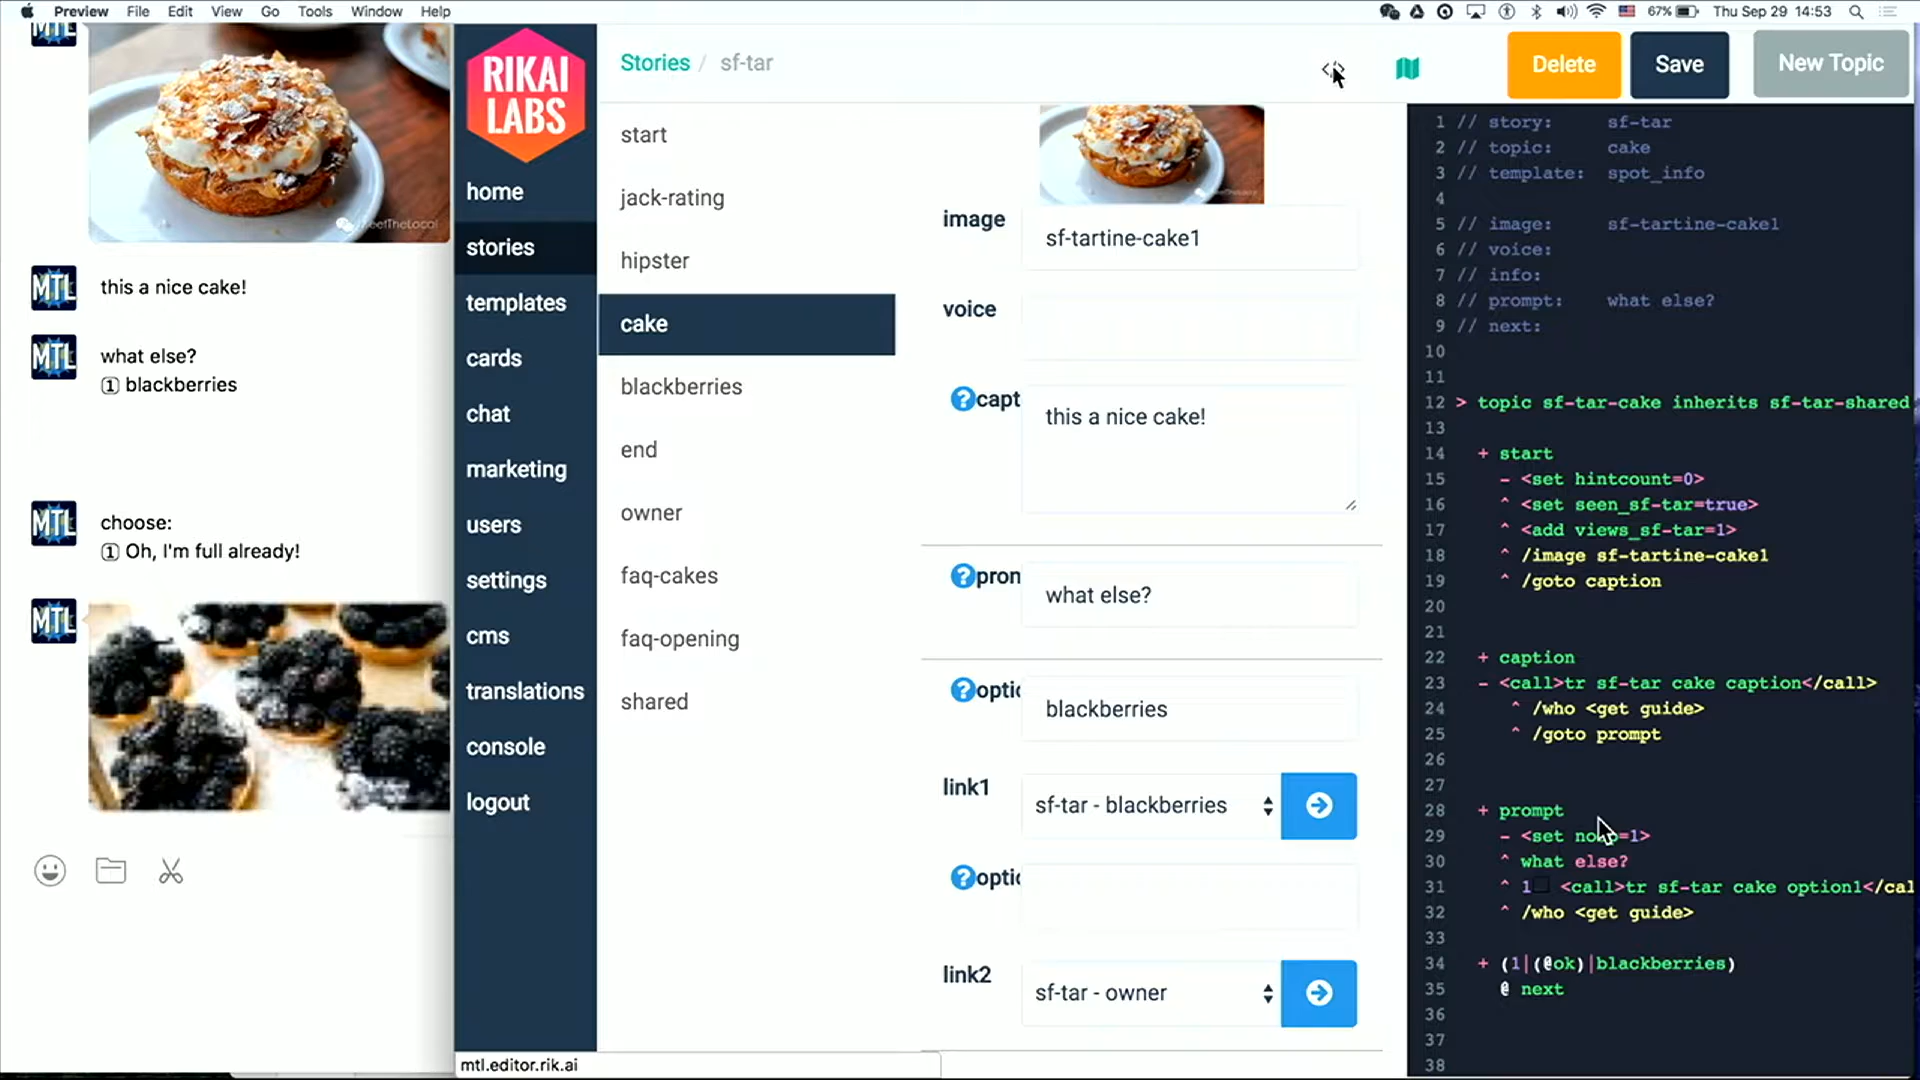 Preview File Edit View Go Tools Window Help
67% Thu Sep 29 14:53
MTL
MeetTheLocal
MTL
this a nice cake!
MTL
what else?
1 blackberries
MTL
choose:
1 Oh, I'm full already!
MTL
RIKAI
LABS
home
stories
templates
cards
chat
marketing
users
settings
cms
translations
console
logout
mtl.editor.rik.ai
Stories / sf-tar
Delete
Save
New Topic
start
jack-rating
hipster
cake
blackberries
end
owner
faq-cakes
faq-opening
shared
image
sf-tartine-cake1
voice
?capt
this a nice cake!
?pron
what else?
?optic
blackberries
link1
sf-tar - blackberries
?optic
link2
sf-tar - owner
1 // story: sf-tar
2 // topic: cake
3 // template: spot_info
4
5 // image: sf-tartine-cake1
6 // voice:
7 // info:
8 // prompt: what else?
9 // next:
10
11
12 > topic sf-tar-cake inherits sf-tar-shared
13
14 + start
15 - <set hintcount=0>
16 ^ <set seen_sf-tar=true>
17 ^ <add views_sf-tar=1>
18 ^ /image sf-tartine-cake1
19 ^ /goto caption
20
21
22 + caption
23 - <call>tr sf-tar cake caption</call>
24 ^ /who <get guide>
25 ^ /goto prompt
26
27
28 + prompt
29 - <set =1>
30 ^ what else?
31 ^ 1 <call>tr sf-tar cake option1</cal
32 ^ /who <get guide>
33
34 + (1|(@ok)|blackberries)
35 @ next
36
37
38